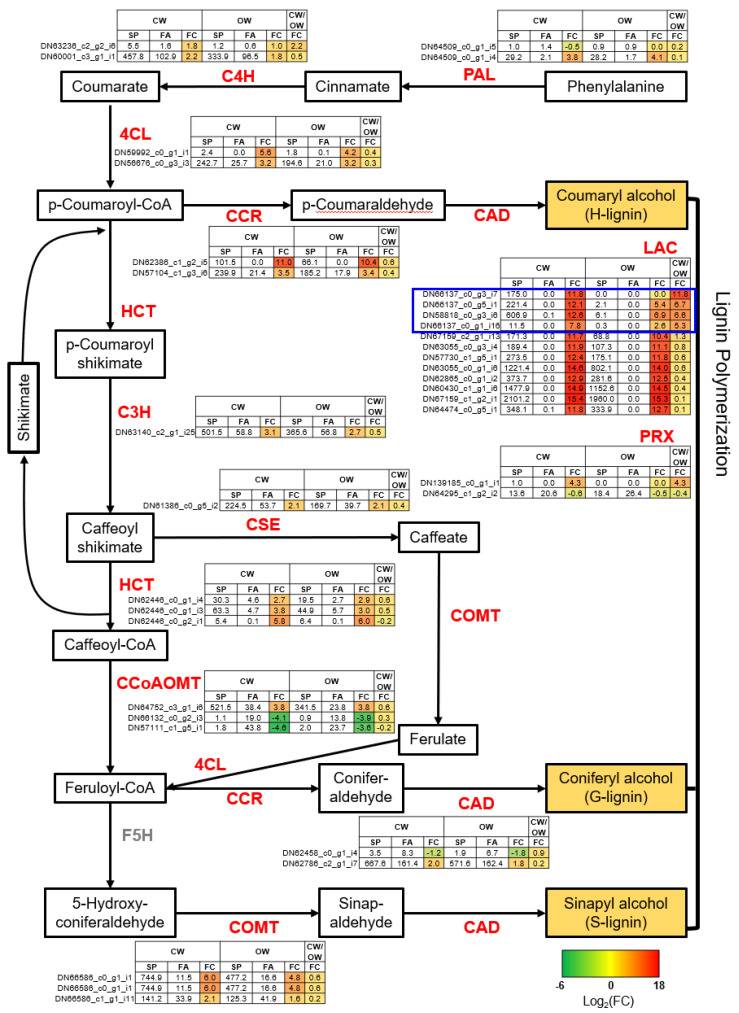 CW OW CW/OW
SP FA FC SP FA FC FC
DN63236_c2_g2_i6 5.5 1.6 1.8 1.2 0.6 1.0 2.2
DN60001_c3_g1_i1 457.8 102.9 2.2 333.9 96.5 1.8 0.5
CW OW CW/OW
SP FA FC SP FA FC FC
DN64509_c0_g1_i5 1.0 1.4 -0.5 0.9 0.9 0.0 0.2
DN64509_c0_g1_i4 29.2 2.1 3.8 28.2 1.7 4.1 0.1
Coumarate
C4H
Cinnamate
PAL
Phenylalanine
4CL
CW OW CW/OW
SP FA FC SP FA FC FC
DN59992_c0_g1_i1 2.4 0.0 5.6 1.8 0.1 4.2 0.4
DN56676_c0_g3_i3 242.7 25.7 3.2 194.6 21.0 3.2 0.3
p-Coumaroyl-CoA
CCR
p-Coumaraldehyde
CAD
Coumaryl alcohol
(H-lignin)
CW OW CW/OW
SP FA FC SP FA FC FC
DN62386_c1_g2_i5 101.5 0.0 11.0 66.1 0.0 10.4 0.6
DN57104_c1_g3_i6 239.9 21.4 3.5 185.2 17.9 3.4 0.4
LAC
CW OW CW/OW
SP FA FC SP FA FC FC
DN66137_c0_g3_i7 175.0 0.0 11.8 0.0 0.0 0.0 11.8
DN66137_c0_g5_i1 221.4 0.0 12.1 2.1 0.0 5.4 6.7
DN58818_c0_g3_i6 606.9 0.1 12.6 6.1 0.0 6.9 6.6
DN66137_c0_g1_i16 11.5 0.0 7.8 0.3 0.0 2.6 5.3
DN67159_c2_g1_i13 171.3 0.0 11.7 68.8 0.0 10.4 1.3
DN63055_c0_g3_i4 189.4 0.0 11.9 107.3 0.0 11.1 0.8
DN57730_c0_g5_i1 273.5 0.0 12.4 175.1 0.0 11.8 0.6
DN63055_c0_g1_i6 1221.4 0.0 14.6 802.1 0.0 14.0 0.6
DN62865_c0_g1_i2 373.7 0.0 12.9 281.6 0.0 12.5 0.4
DN60430_c1_g1_i6 1477.9 0.0 14.9 1152.6 0.0 14.5 0.4
DN67159_c1_g2_i1 2101.2 0.0 15.4 1960.0 0.0 15.3 0.1
DN64474_c0_g5_i1 348.1 0.1 11.8 333.9 0.0 12.7 0.1
HCT
p-Coumaroyl
shikimate
Shikimate
Lignin Polymerization
C3H
CW OW CW/OW
SP FA FC SP FA FC FC
DN63140_c2_g1_i25 501.5 58.8 3.1 365.6 56.8 2.7 0.5
PRX
CW OW CW/OW
SP FA FC SP FA FC FC
DN139185_c0_g1_i1 1.0 0.0 4.3 0.0 0.0 0.0 4.3
DN64295_c1_g2_i2 13.6 20.6 -0.6 18.4 26.4 -0.5 -0.4
CW OW CW/OW
SP FA FC SP FA FC FC
DN61386_c0_g5_i2 224.5 53.7 2.1 169.7 39.7 2.1 0.4
Caffeoyl
shikimate
CSE
Caffeate
HCT
CW OW CW/OW
SP FA FC SP FA FC FC
DN62446_c0_g1_i4 30.3 4.6 2.7 19.5 2.7 2.9 0.6
DN62446_c0_g1_i3 63.3 4.7 3.8 44.9 5.7 3.0 0.5
DN62446_c0_g2_i1 5.4 0.1 5.8 6.4 0.1 6.0 -0.2
COMT
Caffeoyl-CoA
CCoAOMT
CW OW CW/OW
SP FA FC SP FA FC FC
DN64752_c3_g1_i6 521.5 38.4 3.8 341.5 23.8 3.8 0.6
DN66132_c0_g2_i3 1.1 19.0 -4.1 0.9 13.8 -3.9 0.3
DN57111_c1_g5_i1 1.8 43.8 -4.6 2.0 23.7 -3.6 -0.2
Ferulate
4CL
Feruloyl-CoA
CCR
Conifer-
aldehyde
CAD
Coniferyl alcohol
(G-lignin)
F5H
CW OW CW/OW
SP FA FC SP FA FC FC
DN62458_c0_g1_i4 3.5 8.3 -1.2 1.9 6.7 -1.8 0.9
DN62786_c2_g1_i7 667.6 161.4 2.0 571.6 162.4 1.8 0.2
5-Hydroxy-
coniferaldehyde
COMT
Sinap-
aldehyde
CAD
Sinapyl alcohol
(S-lignin)
CW OW CW/OW
SP FA FC SP FA FC FC
DN66586_c0_g1_i1 744.9 11.5 6.0 477.2 16.6 4.8 0.6
DN66586_c0_g1_i1 744.9 11.5 6.0 477.2 16.6 4.8 0.6
DN66586_c1_g1_i11 141.2 33.9 2.1 125.3 41.9 1.6 0.2
-6 0 18
Log2(FC)